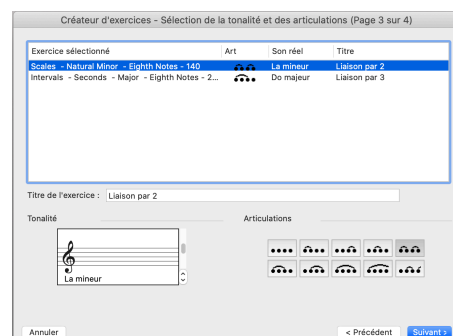 Créateur d'exercices - Sélection de la tonalité et des articulations (Page 3 sur 4)
Exercice sélectionné Art Son réel Titre
Scales - Natural Minor - Eighth Notes - 140 La mineur Liaison par 2
Intervals - Seconds - Major - Eighth Notes - 2... Do majeur Liaison par 3
Titre de l'exercice : Liaison par 2
Tonalité Articulations
La mineur
Annuler < Précédent Suivant >